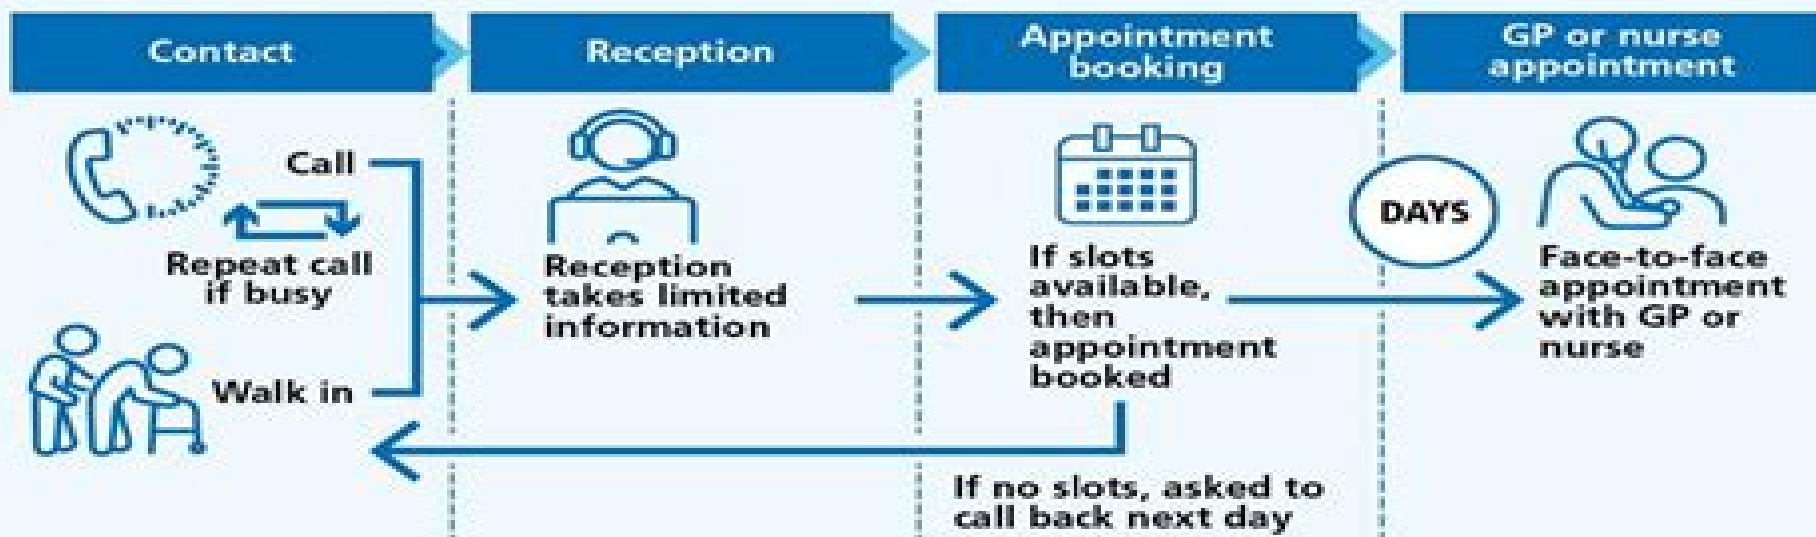 Contact
Reception
Appointment
booking
GP or nurse
appointment
Call
Repeat call
if busy
Walk in
Reception
takes limited
information
If slots
available,
then
appointment
booked
If no slots, asked to
call back next day
DAYS
Face-to-face
appointment
with GP or
nurse